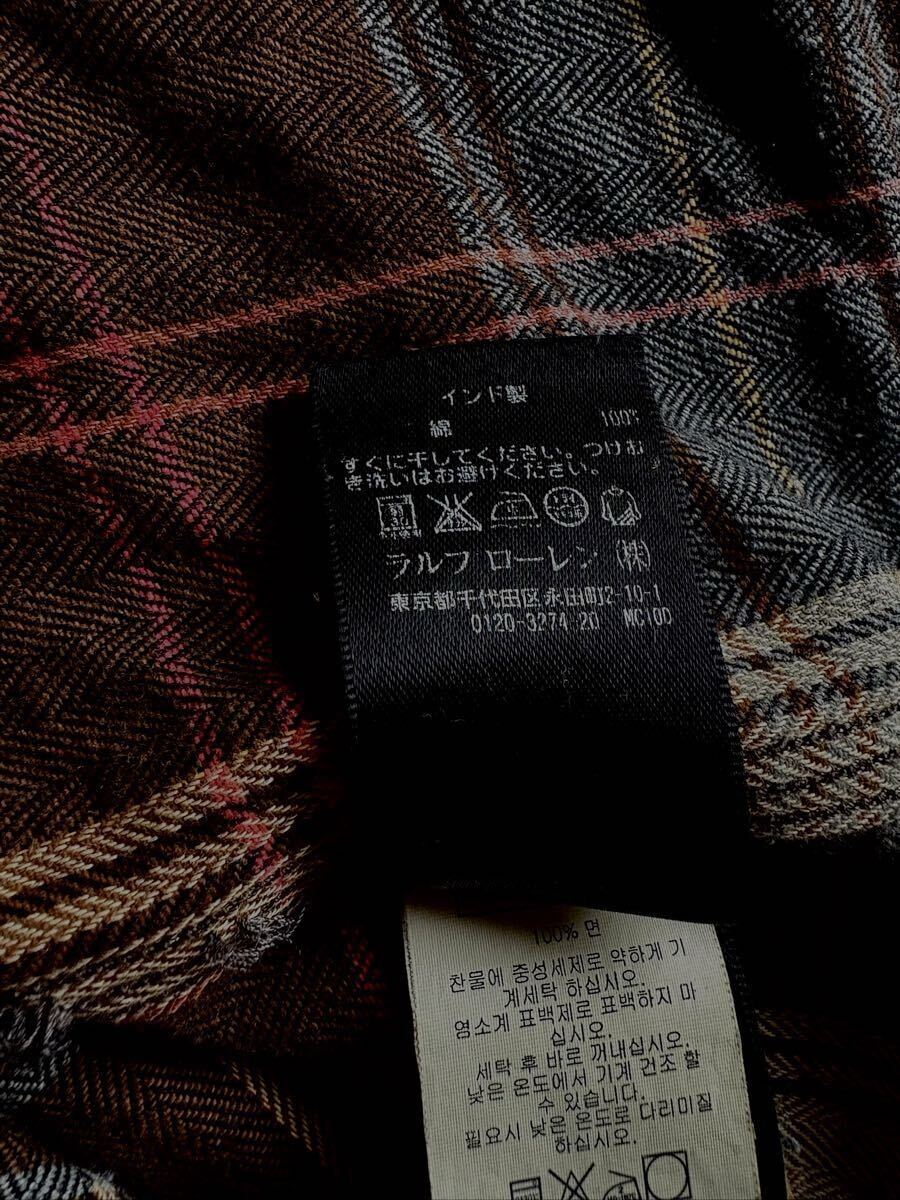 インド製
綿 100%
すぐに干してください。つけお
き洗いはお避けください。
ラルフ ローレン (株)
東京都千代田区永田町2-10-1
0120-3274 20 MC10D
100% 면
찬물에 중성세제로 약하게 기
계세탁 하십시오.
염소계 표백제로 표백하지 마
십시오.
세탁 후 바로 꺼내십시오.
낮은 온도에서 기계 건조 할
수 있습니다.
필요시 낮은 온도로 다리미질
하십시오.